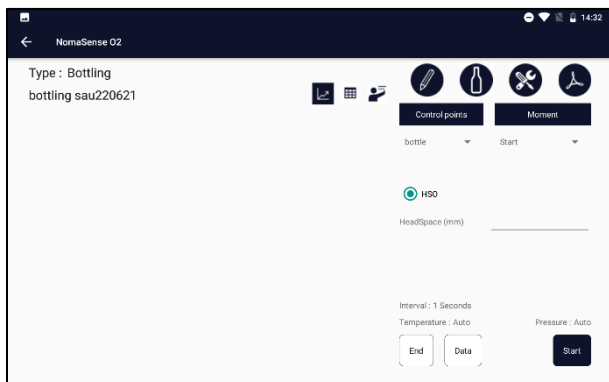 14:32
NomaSense O2
Type : Bottling
bottling sau220621
Control points
Moment
bottle
Start
HSO
HeadSpace (mm)
Interval : 1 Seconds
Temperature : Auto
Pressure : Auto
End
Data
Start